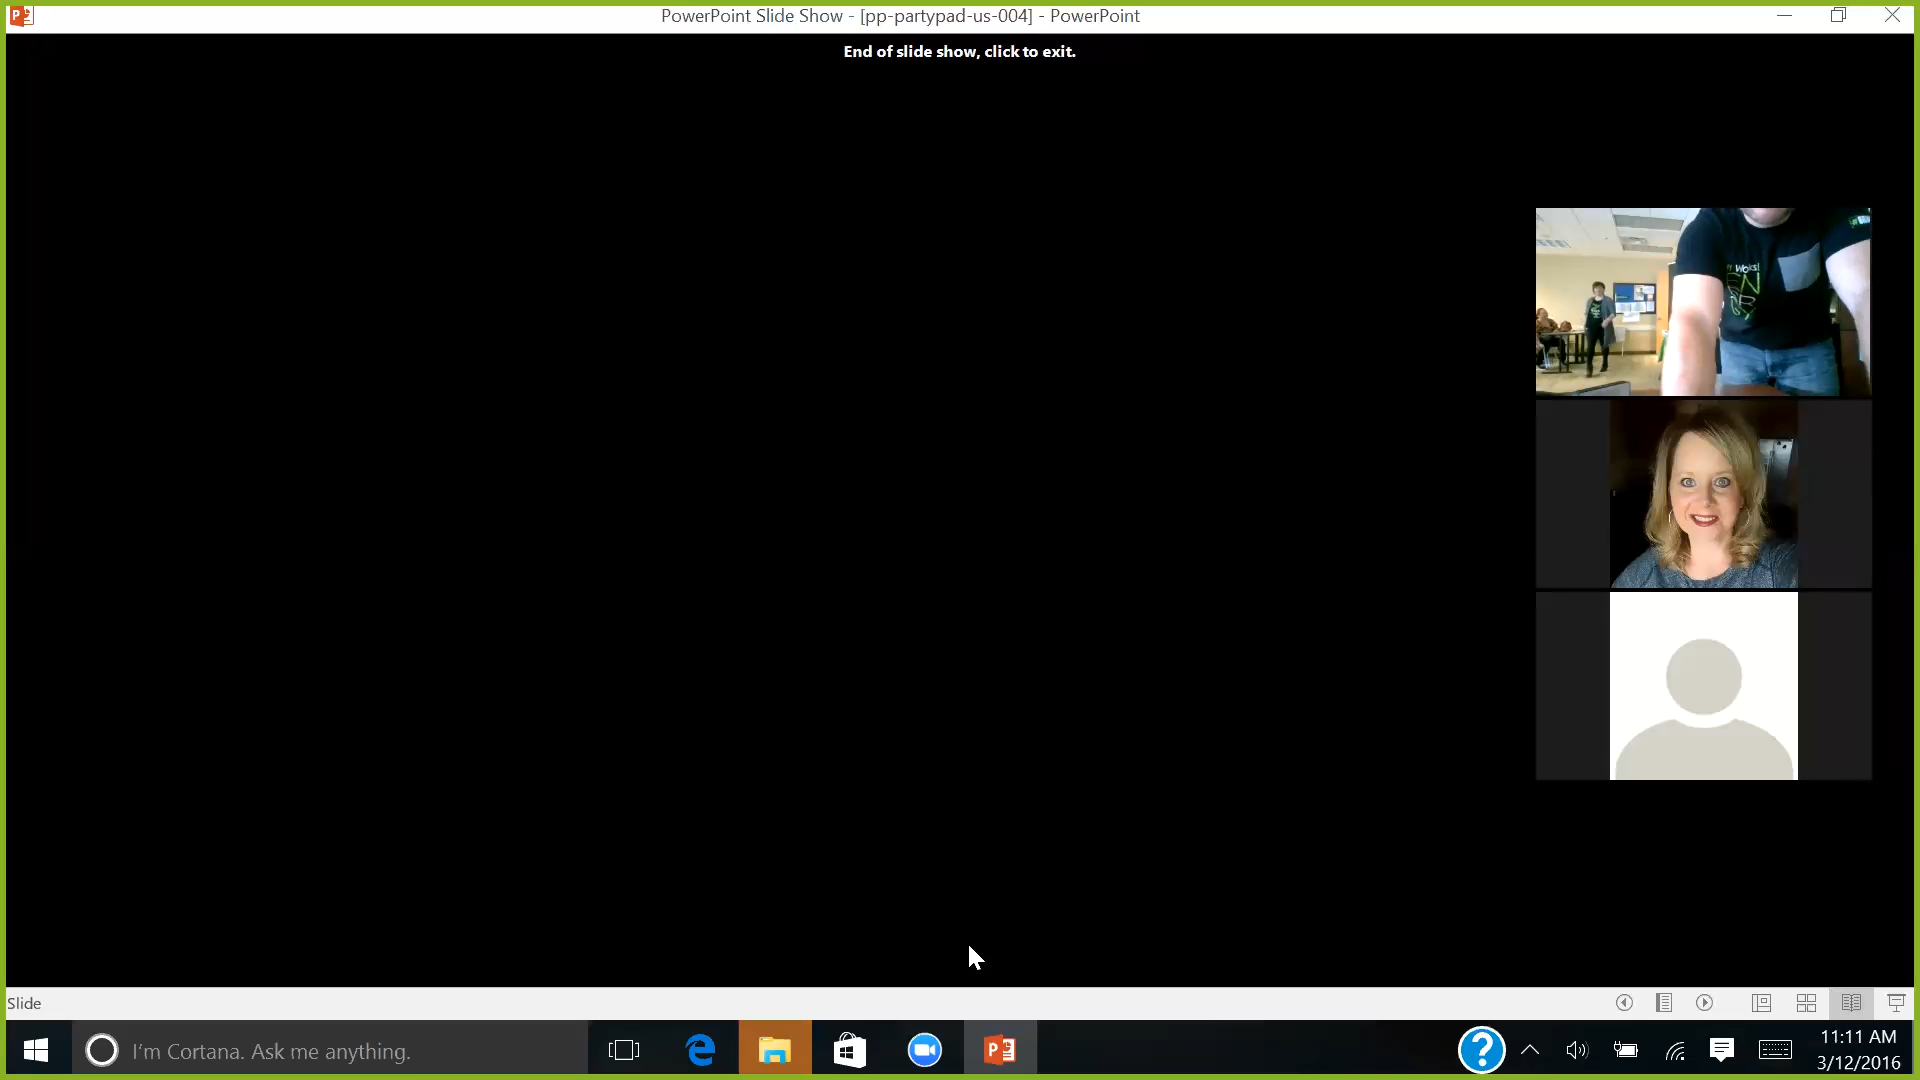 PowerPoint Slide Show - [pp-partypad-us-004] - PowerPoint
End of slide show, click to exit.
Slide
I'm Cortana. Ask me anything.
11:11 AM
3/12/2016